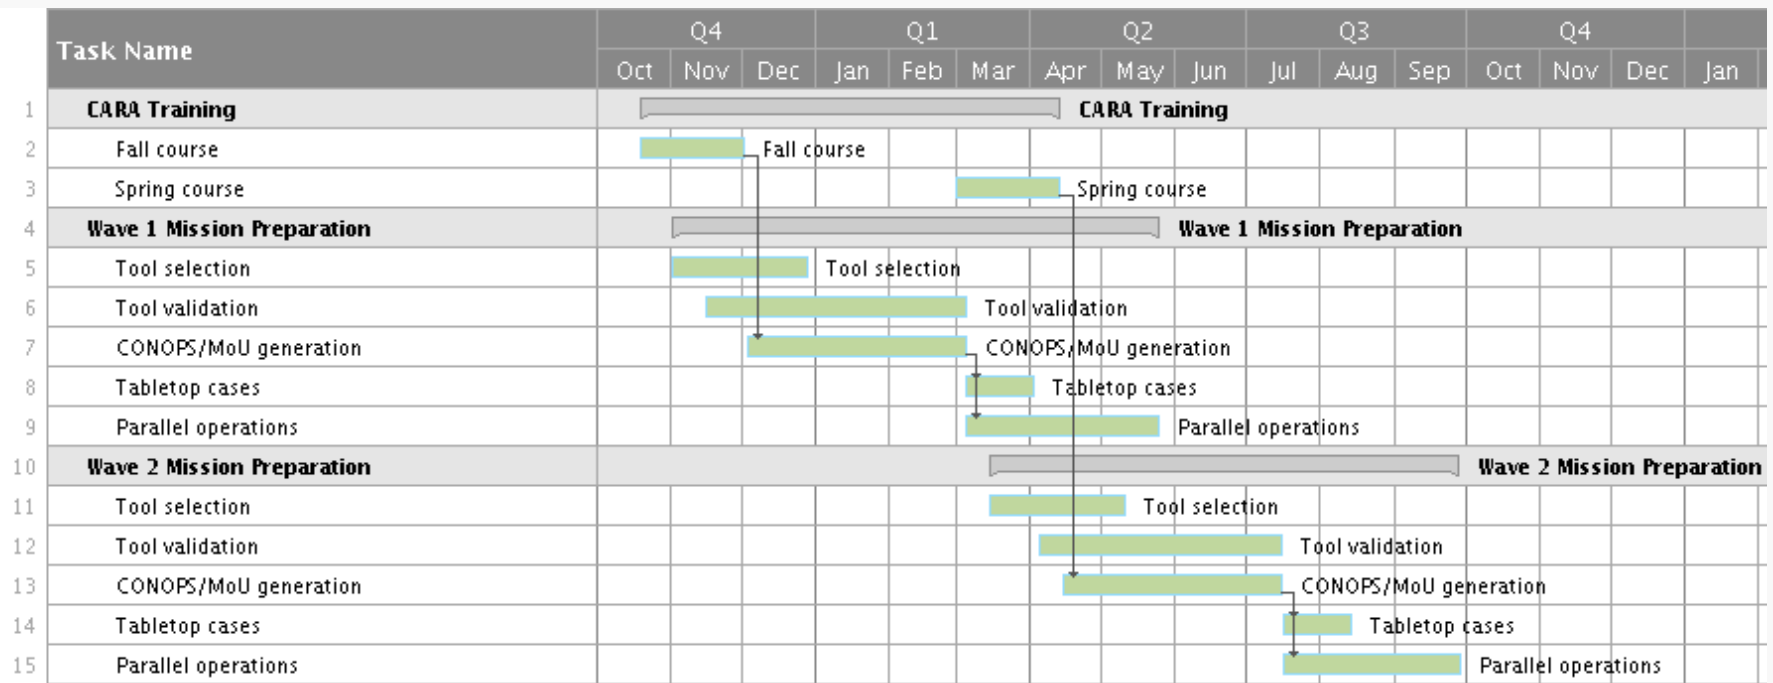 Task Name
Q4 Q1 Q2 Q3 Q4
Oct Nov Dec Jan Feb Mar Apr May Jun Jul Aug Sep Oct Nov Dec Jan
1 CARA Training CARA Training
2 Fall course Fall course
3 Spring course Spring course
4 Wave 1 Mission Preparation Wave 1 Mission Preparation
5 Tool selection Tool selection
6 Tool validation Tool validation
7 CONOPS/MoU generation CONOPS/MoU generation
8 Tabletop cases Tabletop cases
9 Parallel operations Parallel operations
10 Wave 2 Mission Preparation Wave 2 Mission Preparation
11 Tool selection Tool selection
12 Tool validation Tool validation
13 CONOPS/MoU generation CONOPS/MoU generation
14 Tabletop cases Tabletop cases
15 Parallel operations Parallel operations